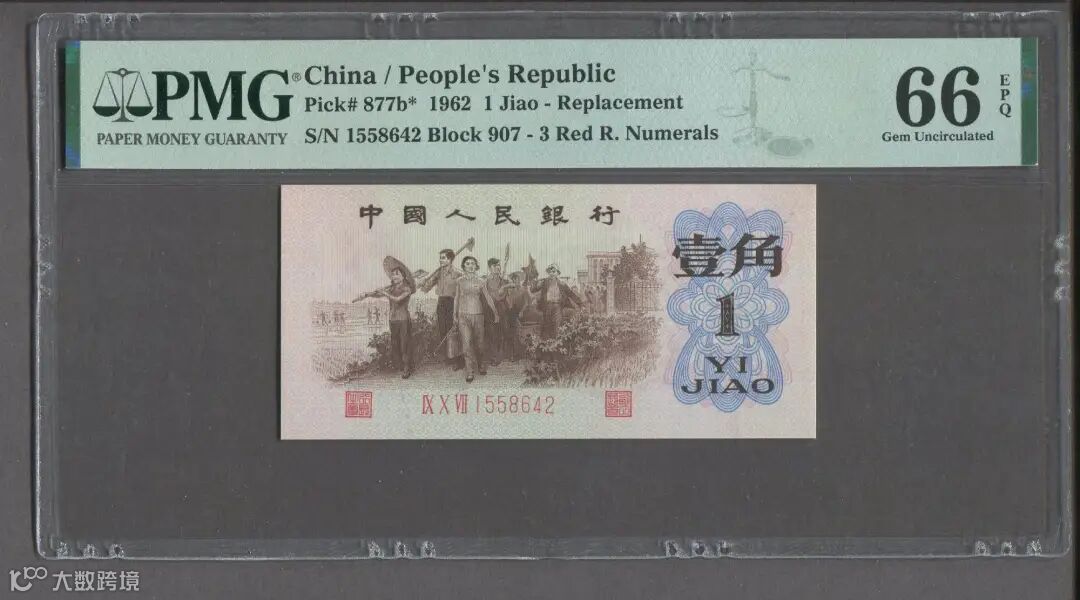 PMG
PAPER MONEY GUARANTY
China / People's Republic
Pick# 877b* 1962 1 Jiao - Replacement
S/N 1558642 Block 907 - 3 Red R. Numerals
66
EPQ
Gem Uncirculated
中國人民銀行
壹角
1
YI
JIAO
IX X VII 1558642
大数跨境